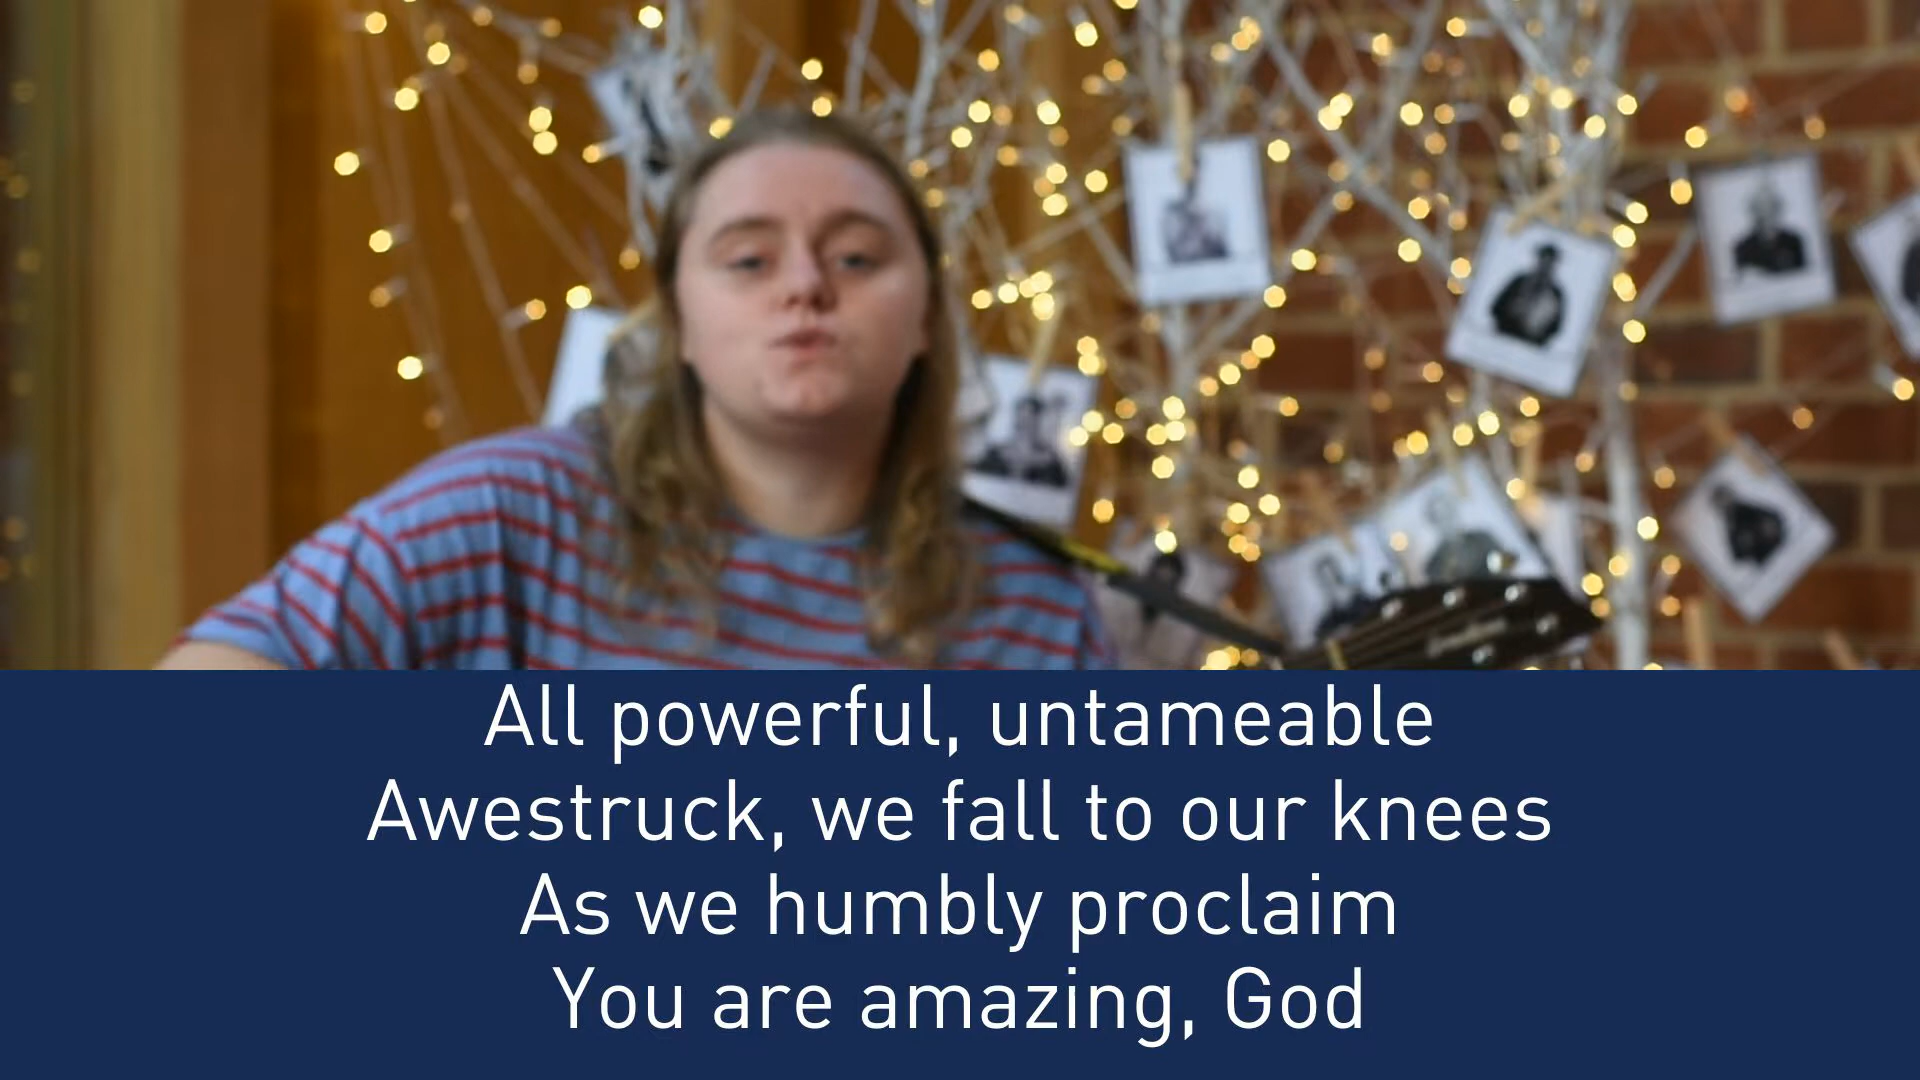 All powerful, untameable
Awestruck, we fall to our knees
As we humbly proclaim
You are amazing, God